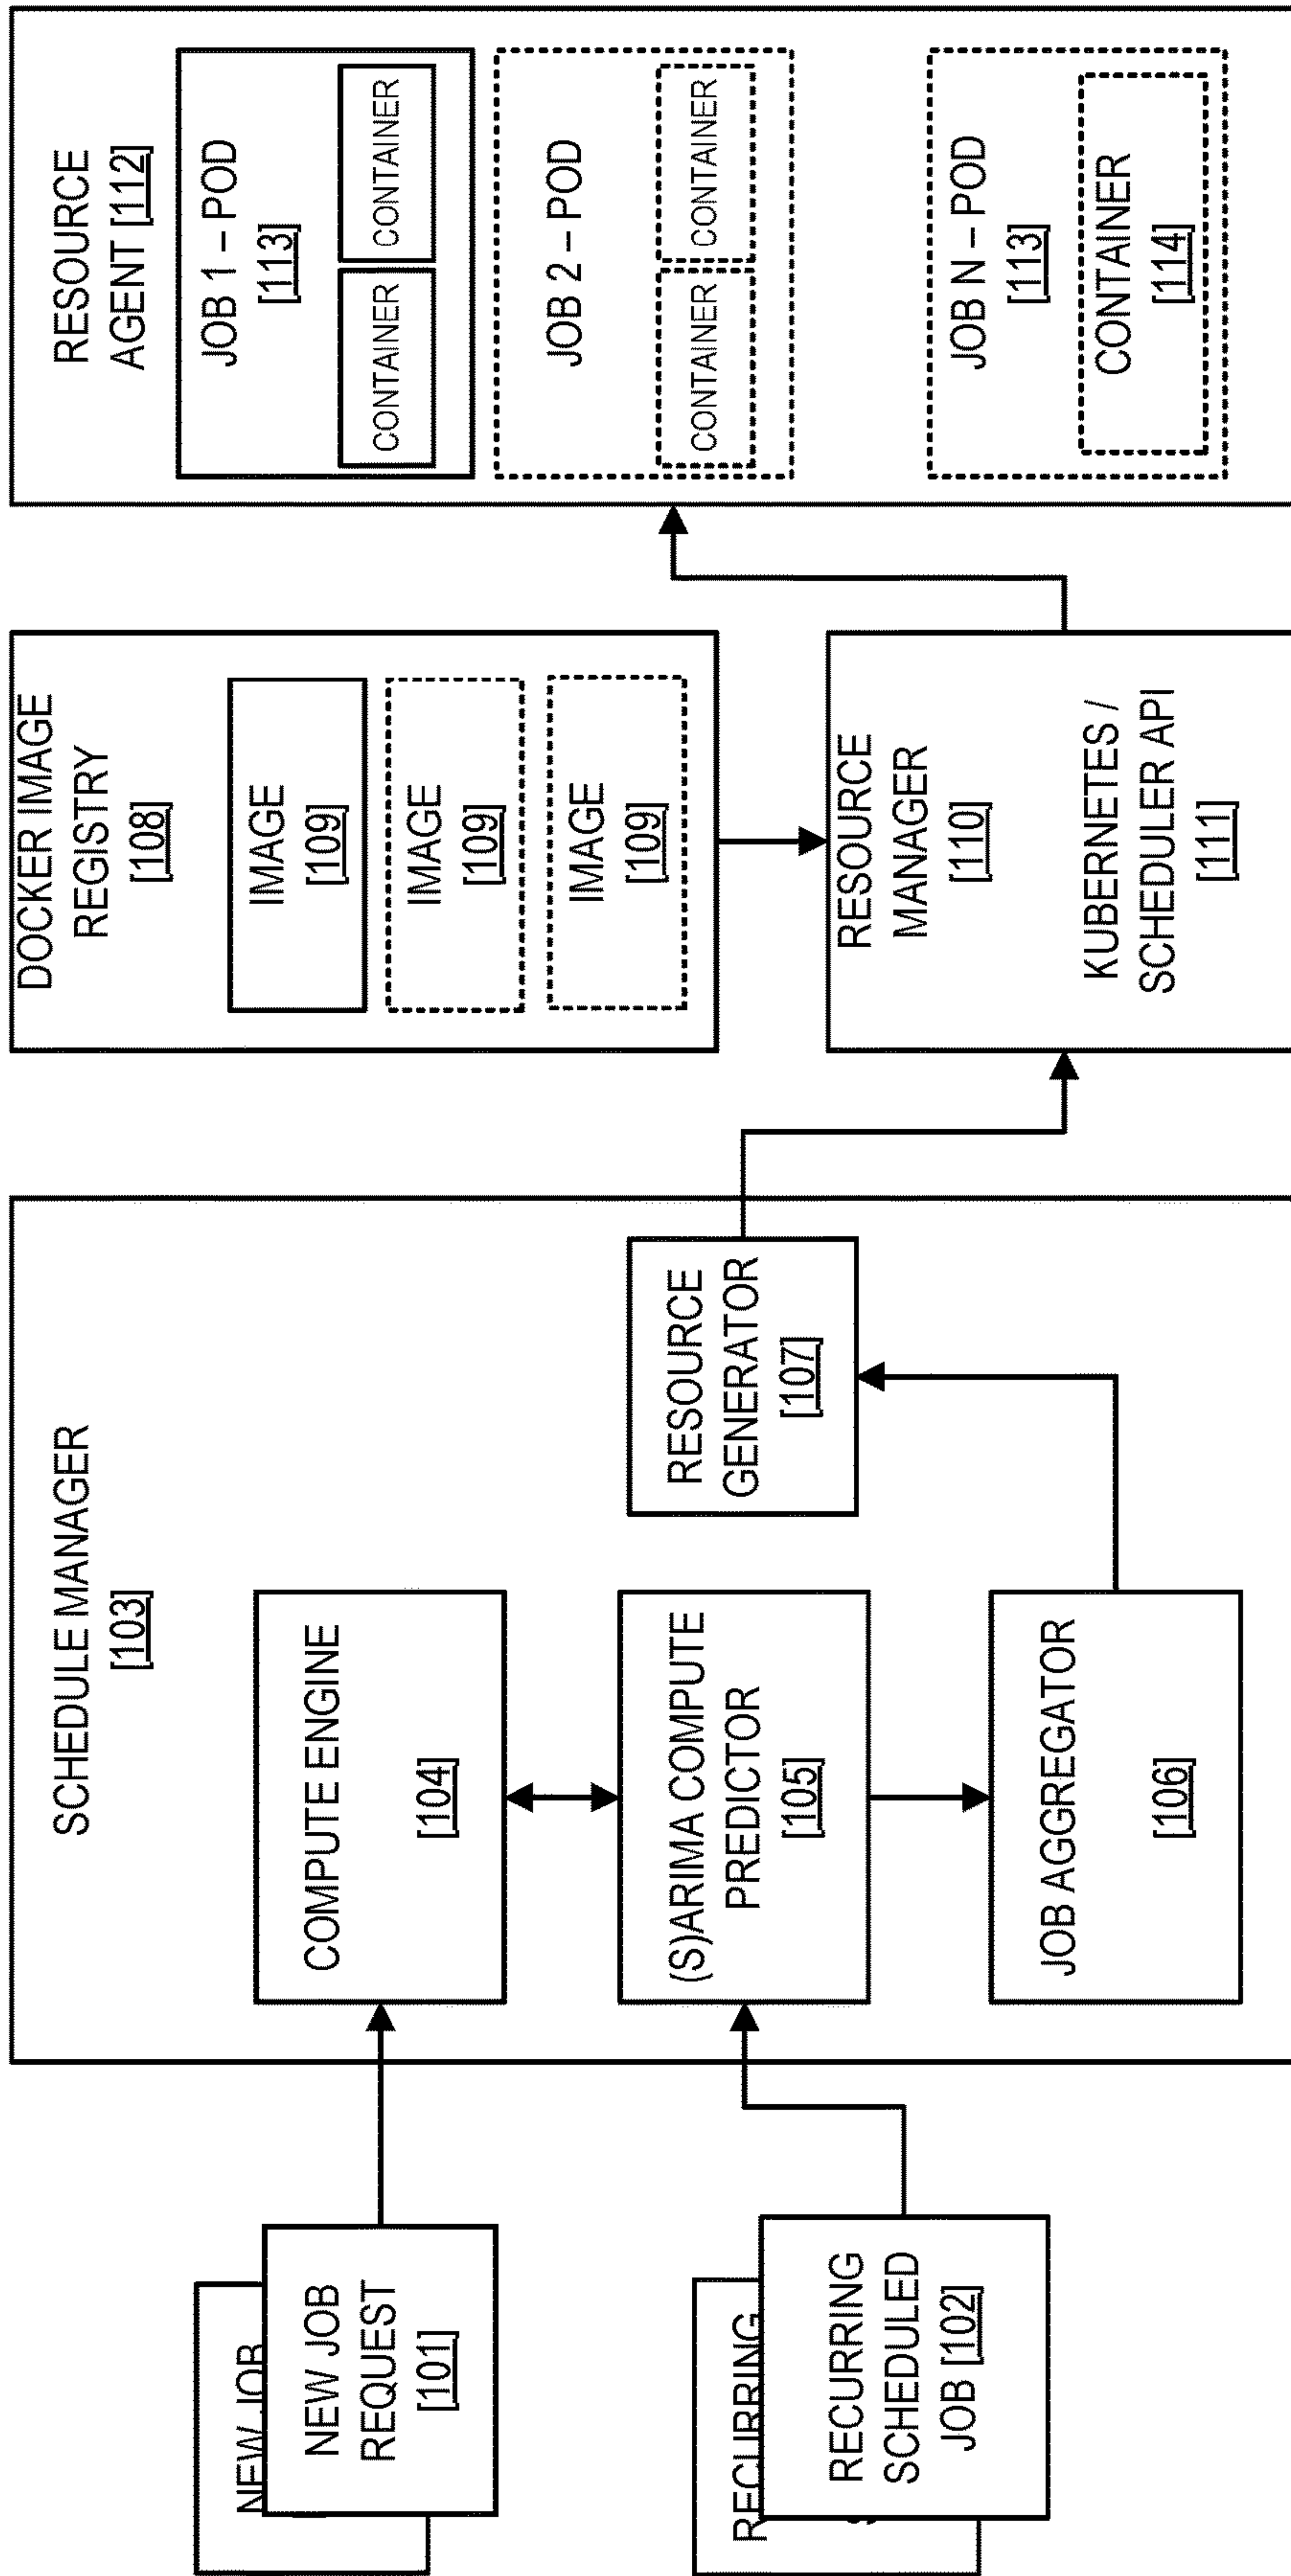 NEW JOB
NEW JOB
REQUEST
[101]
RECURRING
RECURRING
SCHEDULED
JOB [102]
SCHEDULE MANAGER
[103]
COMPUTE ENGINE
[104]
(S)ARIMA COMPUTE
PREDICTOR
[105]
JOB AGGREGATOR
[106]
RESOURCE
GENERATOR
[107]
DOCKER IMAGE
REGISTRY
[108]
IMAGE
[109]
IMAGE
[109]
IMAGE
[109]
RESOURCE
MANAGER
[110]
KUBERNETES /
SCHEDULER API
[111]
RESOURCE
AGENT [112]
JOB 1 – POD
[113]
CONTAINER
CONTAINER
JOB 2 – POD
CONTAINER
CONTAINER
JOB N – POD
[113]
CONTAINER
[114]